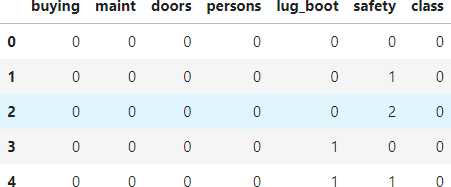 buying maint doors persons lug_boot safety class
0 0 0 0 0 0 0 0
1 0 0 0 0 0 1 0
2 0 0 0 0 0 2 0
3 0 0 0 0 1 0 0
4 0 0 0 0 1 1 0